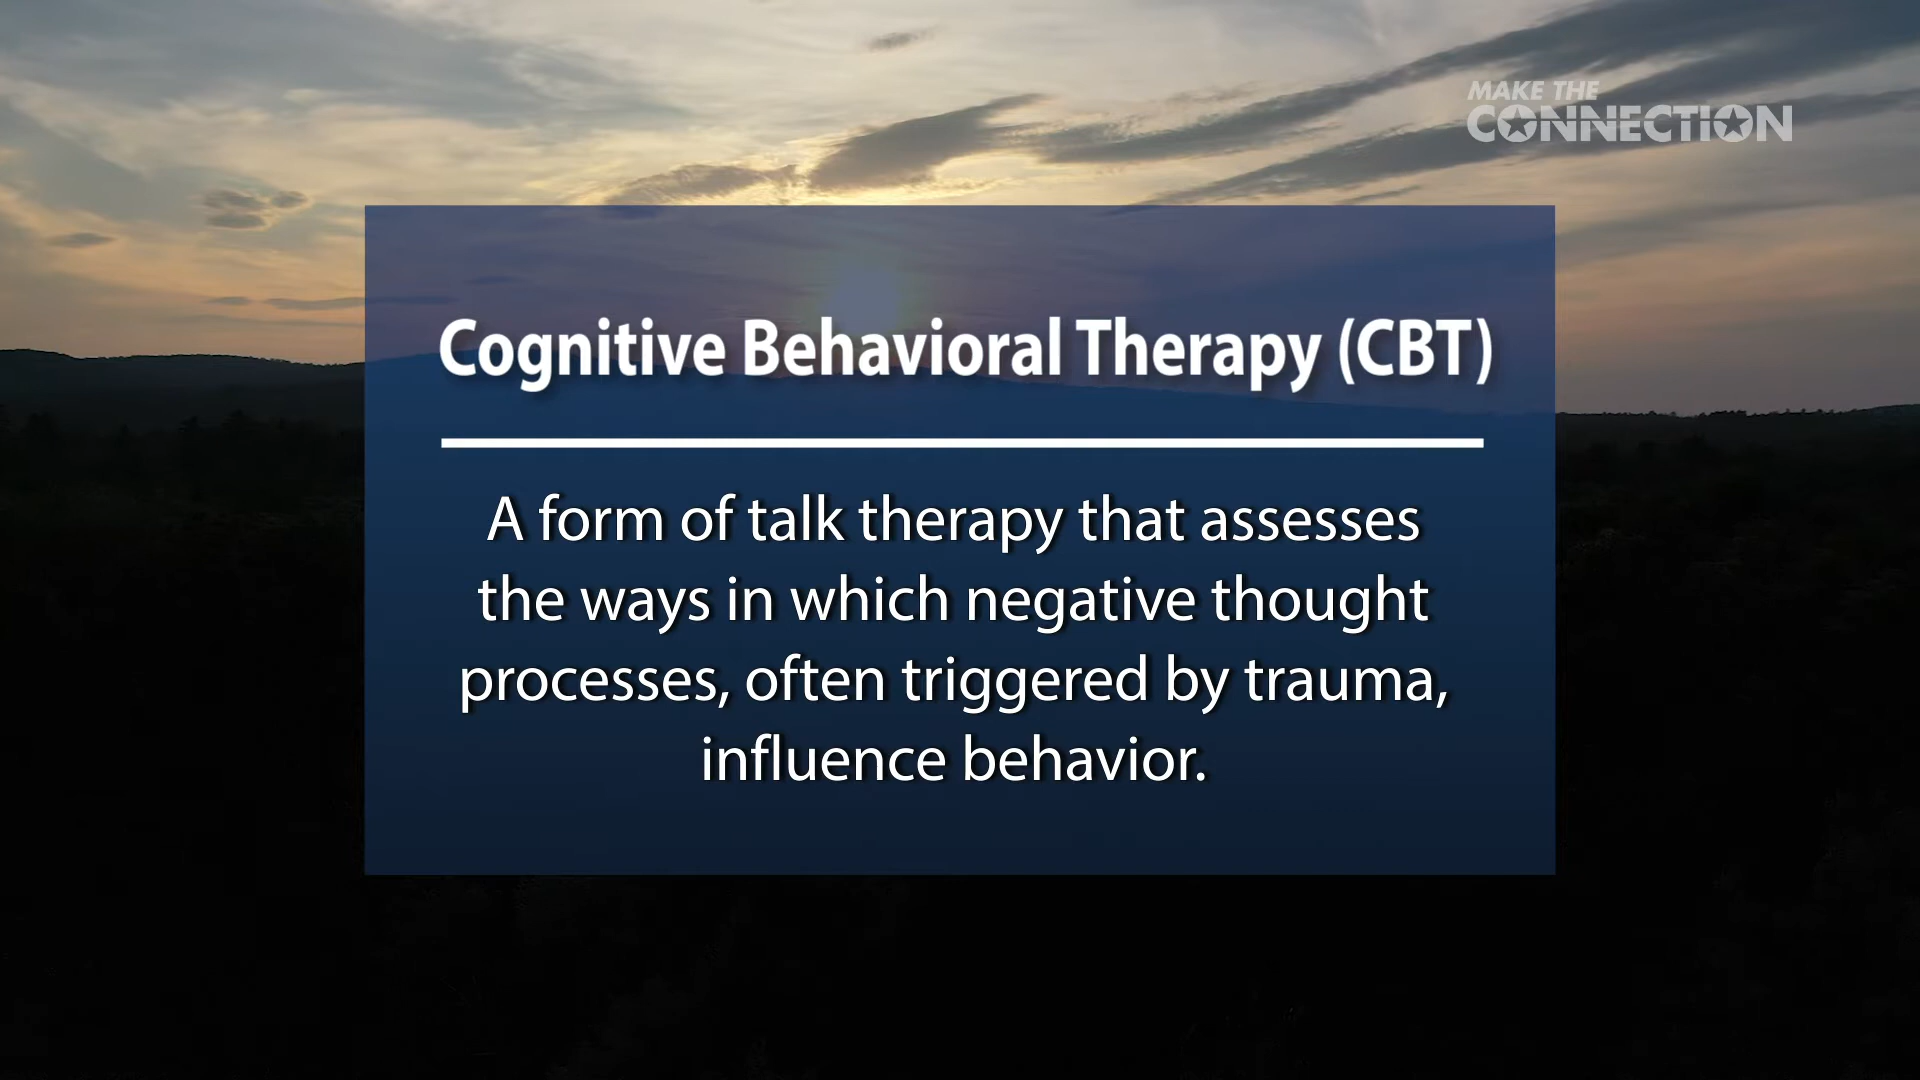 MAKE THE
CONNECTION
Cognitive Behavioral Therapy (CBT)
A form of talk therapy that assesses
the ways in which negative thought
processes, often triggered by trauma,
influence behavior.